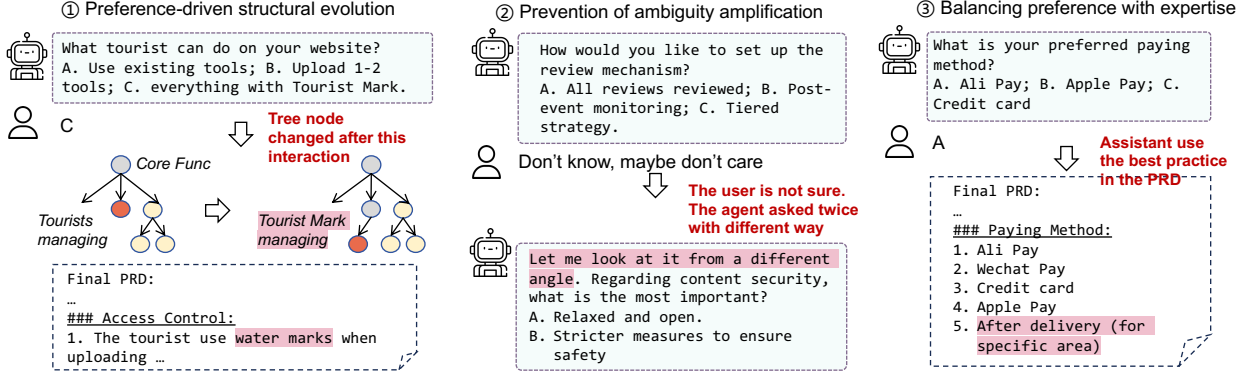 ① Preference-driven structural evolution
What tourist can do on your website?
A. Use existing tools; B. Upload 1-2
tools; C. everything with Tourist Mark.
C
Tree node
changed after this
interaction
Core Func
Tourists
managing
Tourist Mark
managing
Final PRD:
…
### Access Control:
1. The tourist use water marks when
uploading …
② Prevention of ambiguity amplification
How would you like to set up the
review mechanism?
A. All reviews reviewed; B. Post-
event monitoring; C. Tiered
strategy.
Don’t know, maybe don’t care
The user is not sure.
The agent asked twice
with different way
Let me look at it from a different
angle. Regarding content security,
what is the most important?
A. Relaxed and open.
B. Stricter measures to ensure
safety
③ Balancing preference with expertise
What is your preferred paying
method?
A. Ali Pay; B. Apple Pay; C.
Credit card
A
Assistant use
the best practice
in the PRD
Final PRD:
…
### Paying Method:
1. Ali Pay
2. Wechat Pay
3. Credit card
4. Apple Pay
5. After delivery (for
specific area)